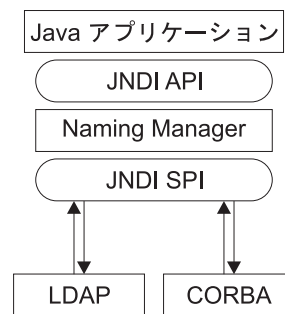 Java アプリケーション
JNDI API
Naming Manager
JNDI SPI
LDAP
CORBA